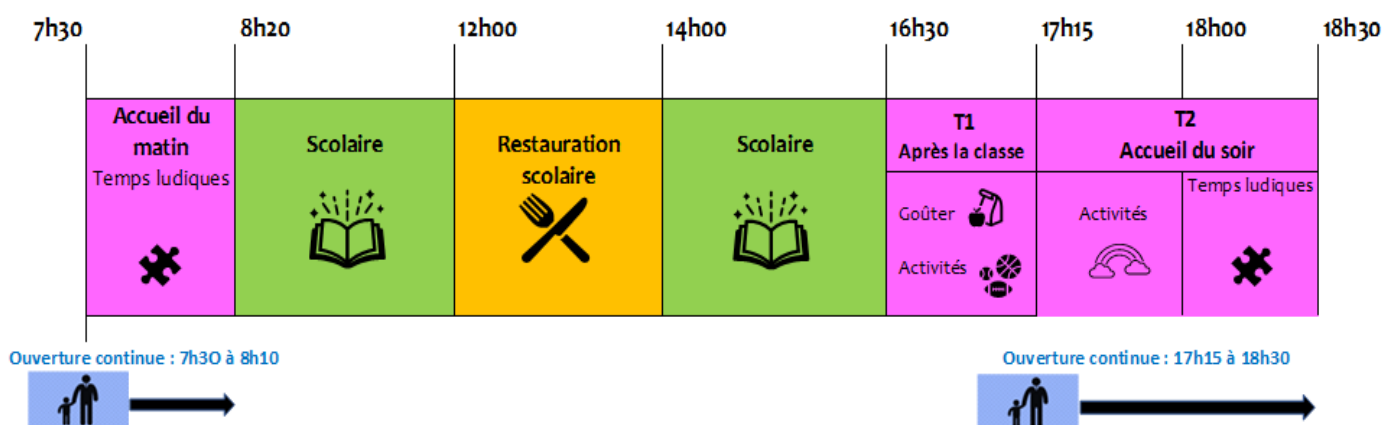 7h30 8h20 12h00 14h00 16h30 17h15 18h00 18h30
Accueil du
matin
Temps ludiques
Scolaire
Restauration
scolaire
Scolaire
T1
Après la classe
Goûter
Activités
T2
Accueil du soir
Activités
Temps ludiques
Ouverture continue : 7h30 à 8h10
Ouverture continue : 17h15 à 18h30